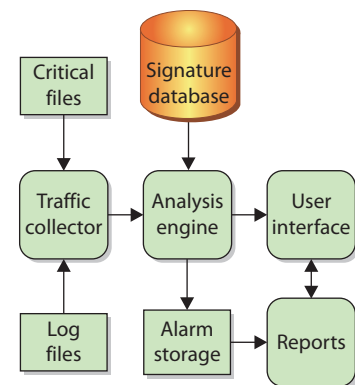 Critical
files
Signature
database
Traffic
collector
Analysis
engine
User
interface
Log
files
Alarm
storage
Reports